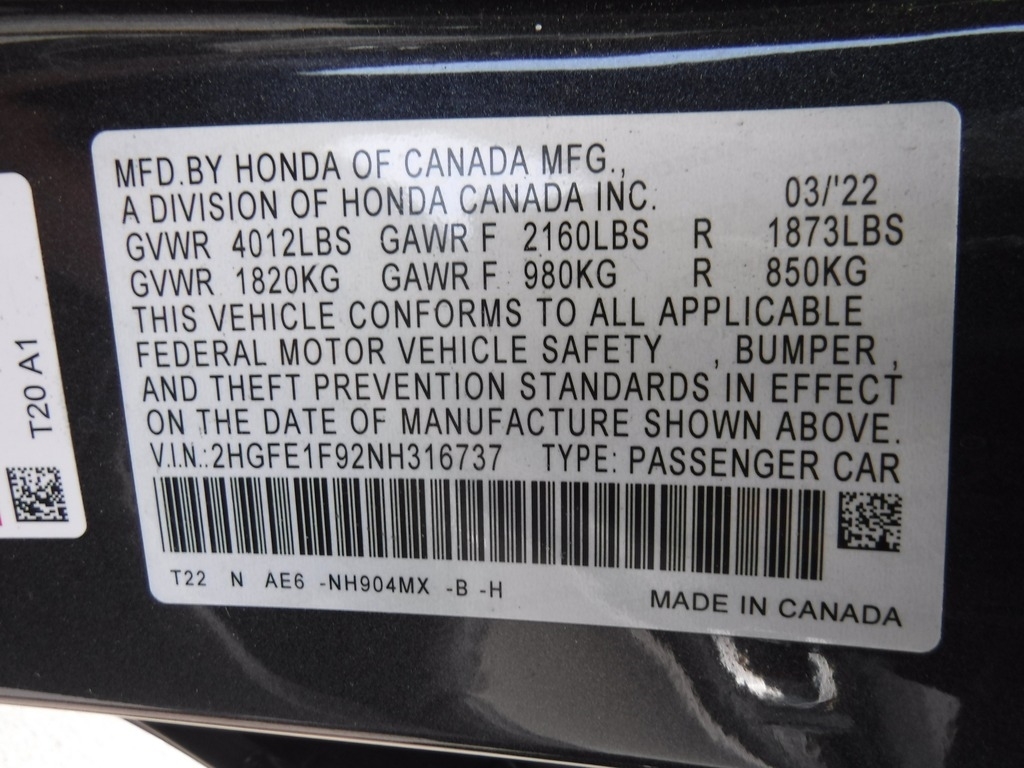 MFD.BY HONDA OF CANADA MFG.,
A DIVISION OF HONDA CANADA INC. 03/'22
GVWR 4012LBS GAWR F 2160LBS R 1873LBS
GVWR 1820KG GAWR F 980KG R 850KG
THIS VEHICLE CONFORMS TO ALL APPLICABLE
FEDERAL MOTOR VEHICLE SAFETY , BUMPER ,
AND THEFT PREVENTION STANDARDS IN EFFECT
ON THE DATE OF MANUFACTURE SHOWN ABOVE.
V.I.N.:2HGFE1F92NH316737 TYPE: PASSENGER CAR
T22 N AE6 -NH904MX -B -H
MADE IN CANADA
T20 A1